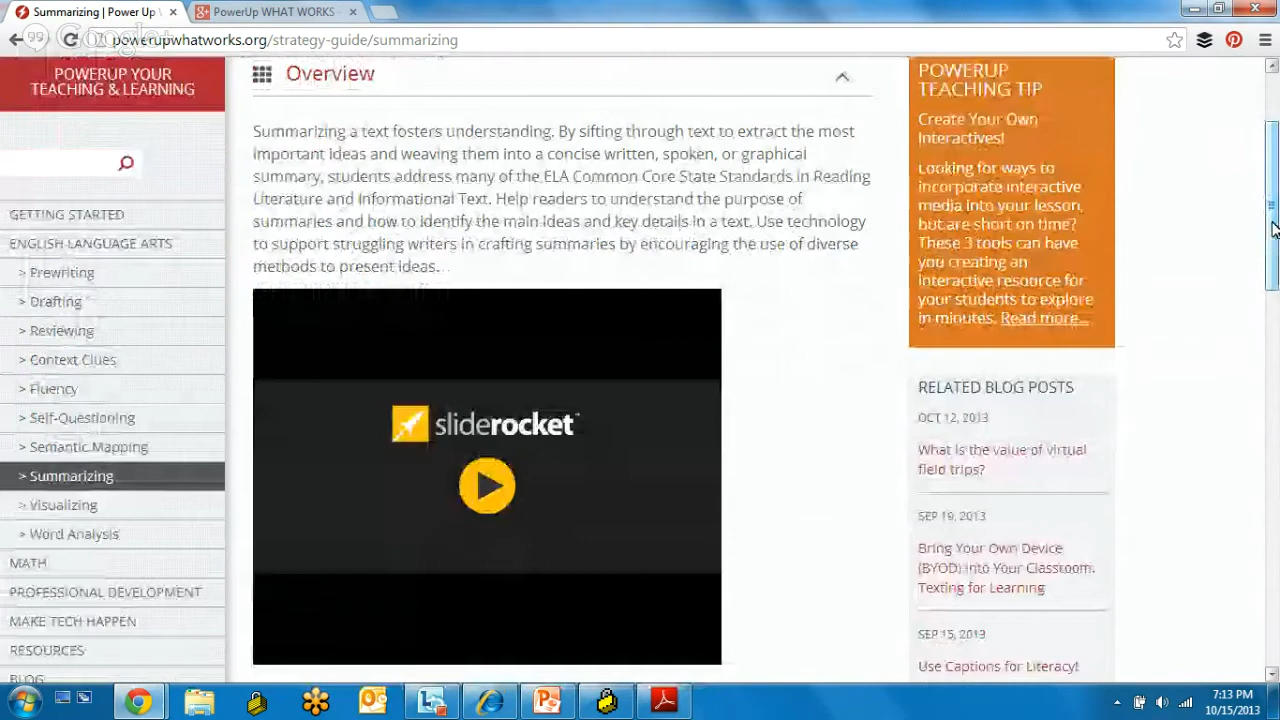 Summarizing | Power Up
PowerUp WHAT WORKS
Google+
powerupwhatworks.org/strategy-guide/summarizing
POWERUP YOUR
TEACHING & LEARNING
GETTING STARTED
ENGLISH LANGUAGE ARTS
> Prewriting
> Drafting
> Reviewing
> Context Clues
> Fluency
> Self-Questioning
> Semantic Mapping
> Summarizing
> Visualizing
> Word Analysis
MATH
PROFESSIONAL DEVELOPMENT
MAKE TECH HAPPEN
RESOURCES
BLOG
Overview
Summarizing a text fosters understanding. By sifting through text to extract the most
important ideas and weaving them into a concise written, spoken, or graphical
summary, students address many of the ELA Common Core State Standards in Reading
Literature and Informational Text. Help readers to understand the purpose of
summaries and how to identify the main ideas and key details in a text. Use technology
to support struggling writers in crafting summaries by encouraging the use of diverse
methods to present ideas.
sliderocket
POWERUP
TEACHING TIP
Create Your Own
Interactives!
Looking for ways to
incorporate interactive
media into your lesson,
but are short on time?
These 3 tools can have
you creating an
interactive resource for
your students to explore
in minutes. Read more...
RELATED BLOG POSTS
OCT 12, 2013
What is the value of virtual
field trips?
SEP 19, 2013
Bring Your Own Device
(BYOD) into Your Classroom:
Texting for Learning
SEP 15, 2013
Use Captions for Literacy!
7:13 PM
10/15/2013